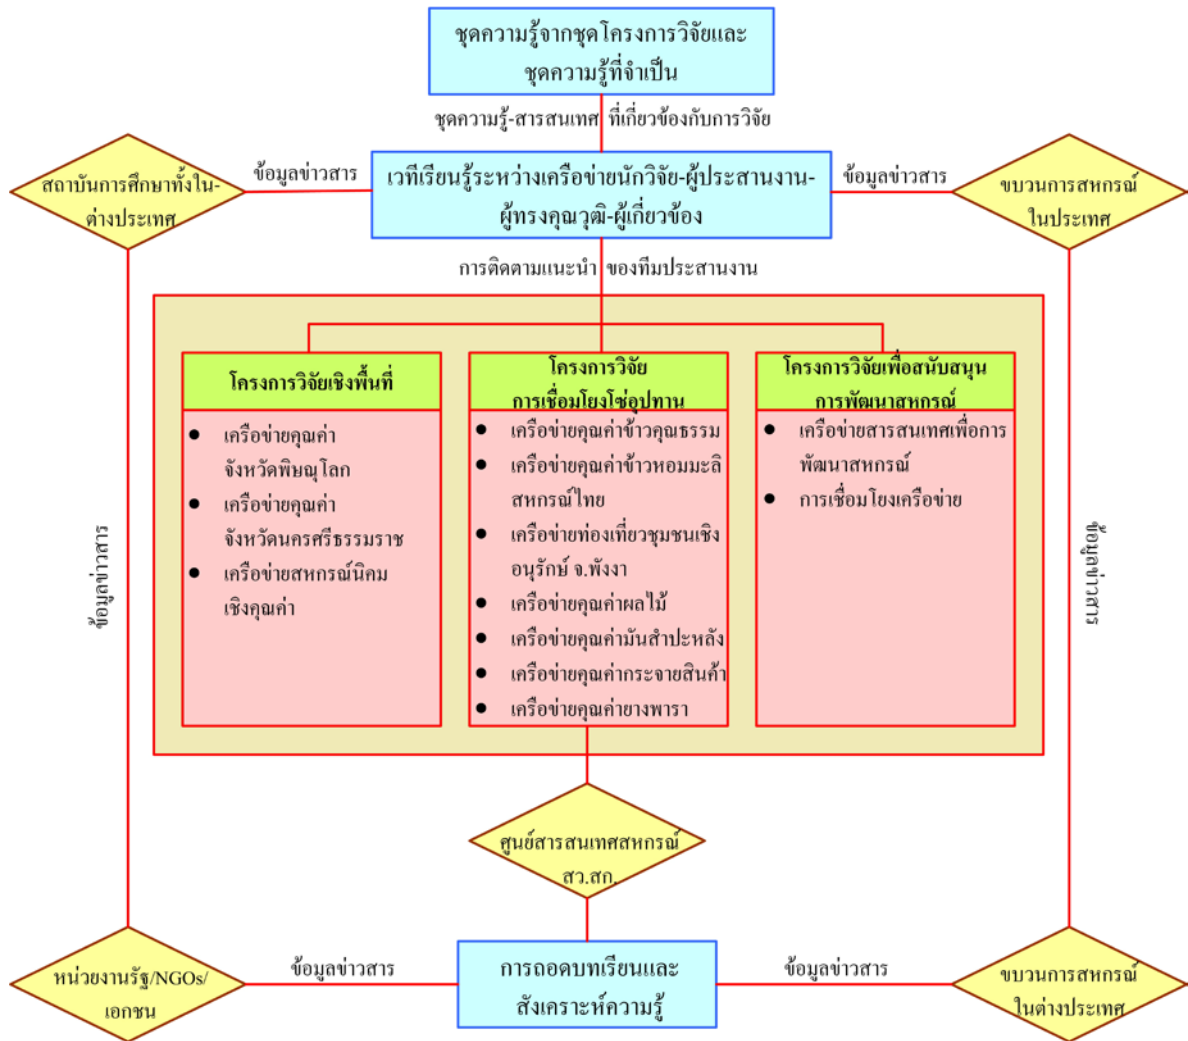 ชุดความรู้จากชุดโครงการวิจัยและ
ชุดความรู้ที่จำเป็น
ชุดความรู้-สารสนเทศ ที่เกี่ยวข้องกับการวิจัย
สถาบันการศึกษาทั้งใน-
ต่างประเทศ
ข้อมูลข่าวสาร
เวทีเรียนรู้ระหว่างเครือข่ายนักวิจัย-ผู้ประสานงาน-
ผู้ทรงคุณวุฒิ-ผู้เกี่ยวข้อง
ข้อมูลข่าวสาร
ขบวนการสหกรณ์
ในประเทศ
การติดตามแนะนำ ของทีมประสานงาน
โครงการวิจัยเชิงพื้นที่
● เครือข่ายคุณค่า
จังหวัดพิษณุโลก
● เครือข่ายคุณค่า
จังหวัดนครศรีธรรมราช
● เครือข่ายสหกรณ์นิคม
เชิงคุณค่า
โครงการวิจัย
การเชื่อมโยงโซ่อุปทาน
● เครือข่ายคุณค่าข้าวคุณธรรม
● เครือข่ายคุณค่าข้าวหอมมะลิ
สหกรณ์ไทย
● เครือข่ายท่องเที่ยวชุมชนเชิง
อนุรักษ์ จ.พังงา
● เครือข่ายคุณค่าผลไม้
● เครือข่ายคุณค่ามันสำปะหลัง
● เครือข่ายคุณค่ากระจายสินค้า
● เครือข่ายคุณค่ายางพารา
โครงการวิจัยเพื่อสนับสนุน
การพัฒนาสหกรณ์
● เครือข่ายสารสนเทศเพื่อการ
พัฒนาสหกรณ์
● การเชื่อมโยงเครือข่าย
ข้อมูลข่าวสาร
ข้อมูลข่าวสาร
ศูนย์สารสนเทศสหกรณ์
สว.สก.
หน่วยงานรัฐ/NGOs/
เอกชน
ข้อมูลข่าวสาร
การถอดบทเรียนและ
สังเคราะห์ความรู้
ข้อมูลข่าวสาร
ขบวนการสหกรณ์
ในต่างประเทศ